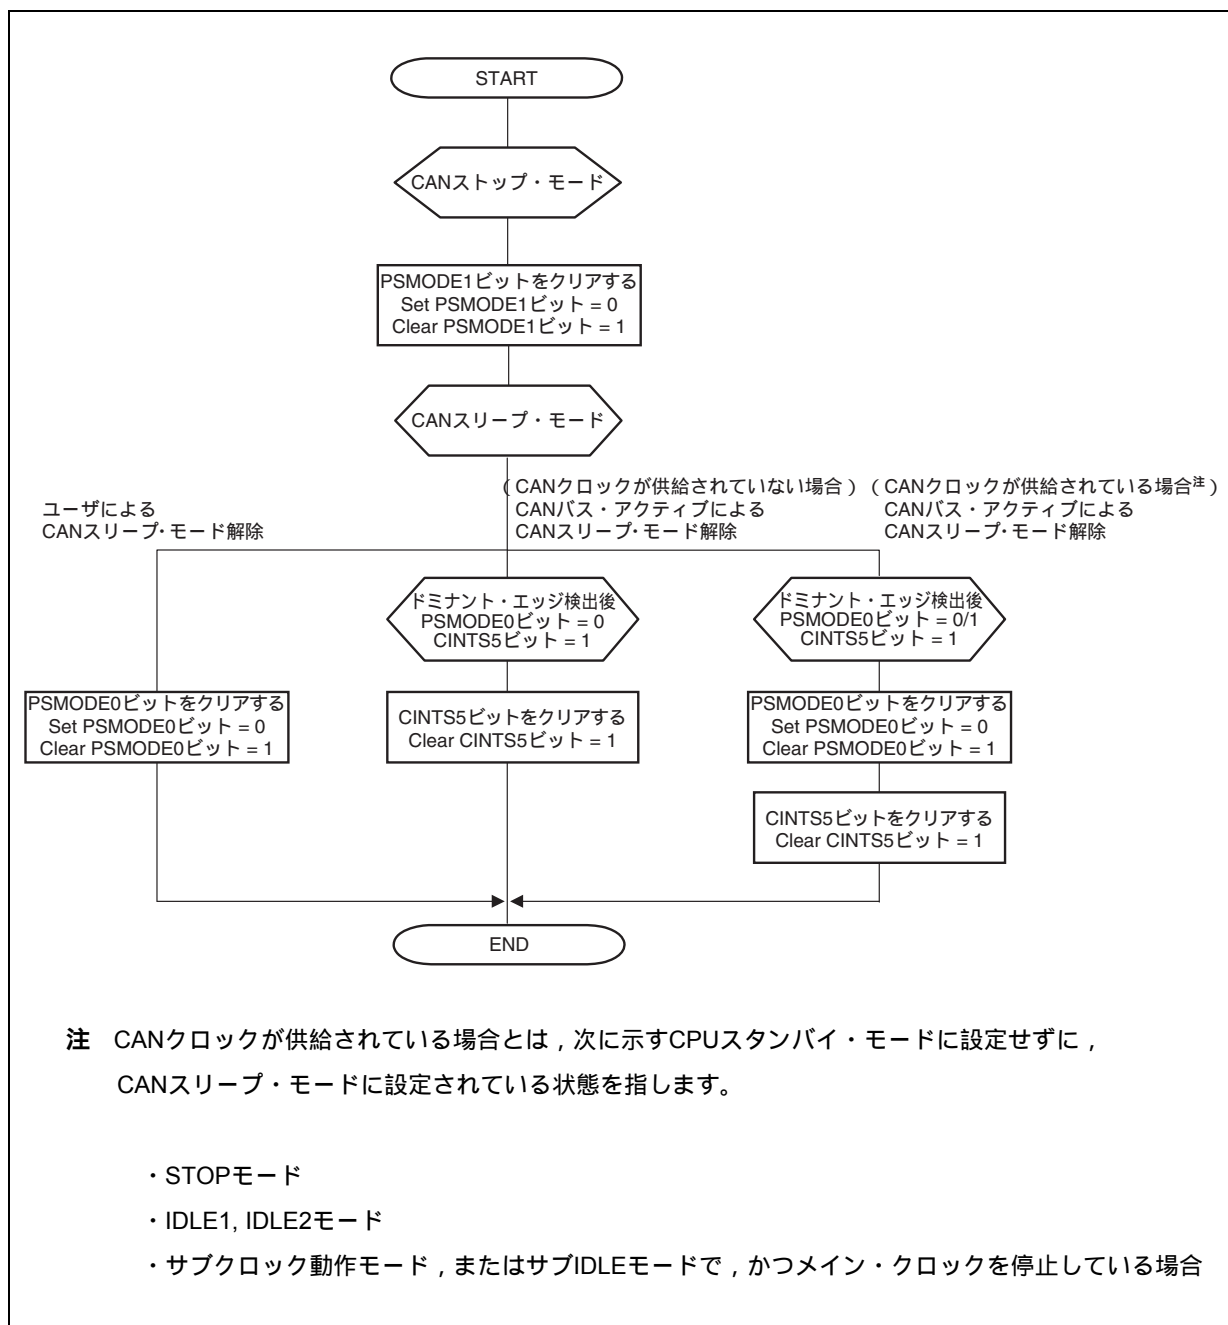 START
CANストップ・モード
PSMODE1ビットをクリアする
Set PSMODE1ビット = 0
Clear PSMODE1ビット = 1
CANスリープ・モード
ユーザによる
CANスリープ・モード解除
（CANクロックが供給されていない場合）
CANバス・アクティブによる
CANスリープ・モード解除
（CANクロックが供給されている場合注）
CANバス・アクティブによる
CANスリープ・モード解除
ドミナント・エッジ検出後
PSMODE0ビット = 0
CINTS5ビット = 1
ドミナント・エッジ検出後
PSMODE0ビット = 0/1
CINTS5ビット = 1
PSMODE0ビットをクリアする
Set PSMODE0ビット = 0
Clear PSMODE0ビット = 1
CINTS5ビットをクリアする
Clear CINTS5ビット = 1
PSMODE0ビットをクリアする
Set PSMODE0ビット = 0
Clear PSMODE0ビット = 1
CINTS5ビットをクリアする
Clear CINTS5ビット = 1
END
注 CANクロックが供給されている場合とは，次に示すCPUスタンバイ・モードに設定せずに，
CANスリープ・モードに設定されている状態を指します。
・STOPモード
・IDLE1, IDLE2モード
・サブクロック動作モード，またはサブIDLEモードで，かつメイン・クロックを停止している場合